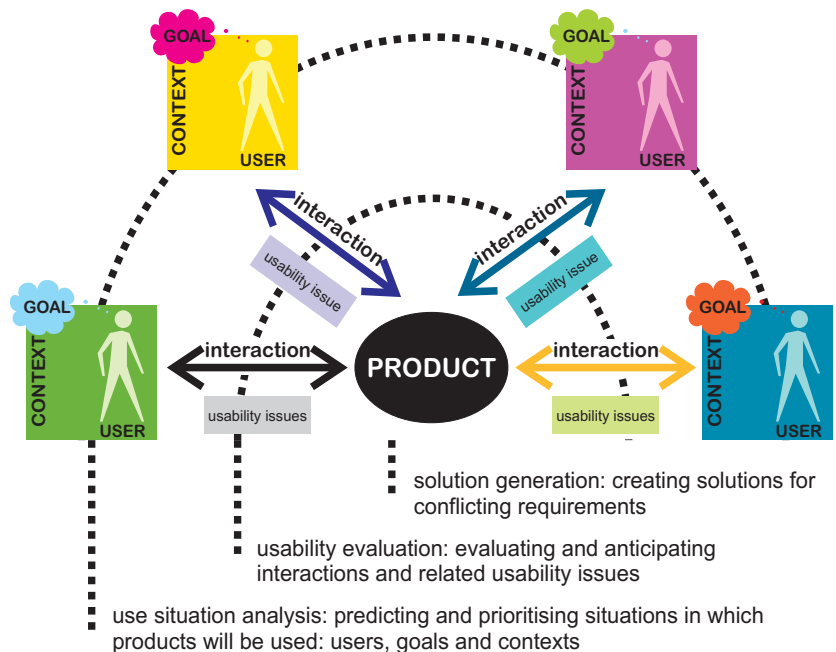 GOAL
CONTEXT
USER
GOAL
CONTEXT
USER
interaction
usability issue
interaction
usability issue
GOAL
CONTEXT
USER
interaction
usability issues
PRODUCT
interaction
usability issues
GOAL
CONTEXT
USER
solution generation: creating solutions for
conflicting requirements
usability evaluation: evaluating and anticipating
interactions and related usability issues
use situation analysis: predicting and prioritising situations in which
products will be used: users, goals and contexts